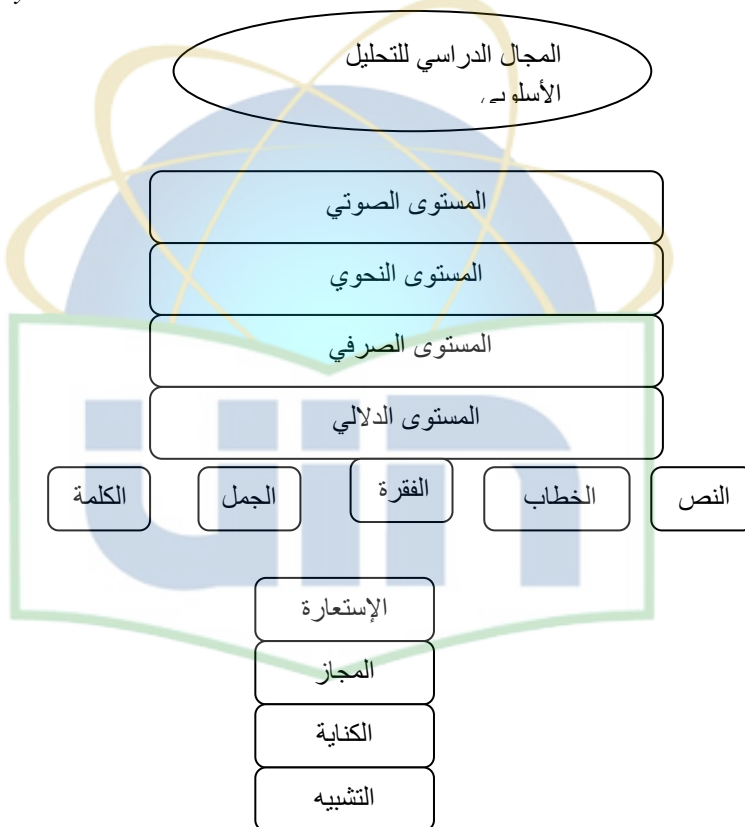 المجال الدراسي للتحليل
الأسلوبي
المستوى الصوتي
المستوى النحوي
المستوى الصرفي
المستوى الدلالي
النص
الخطاب
الفقرة
الجمل
الكلمة
الإستعارة
المجاز
الكناية
التشبيه